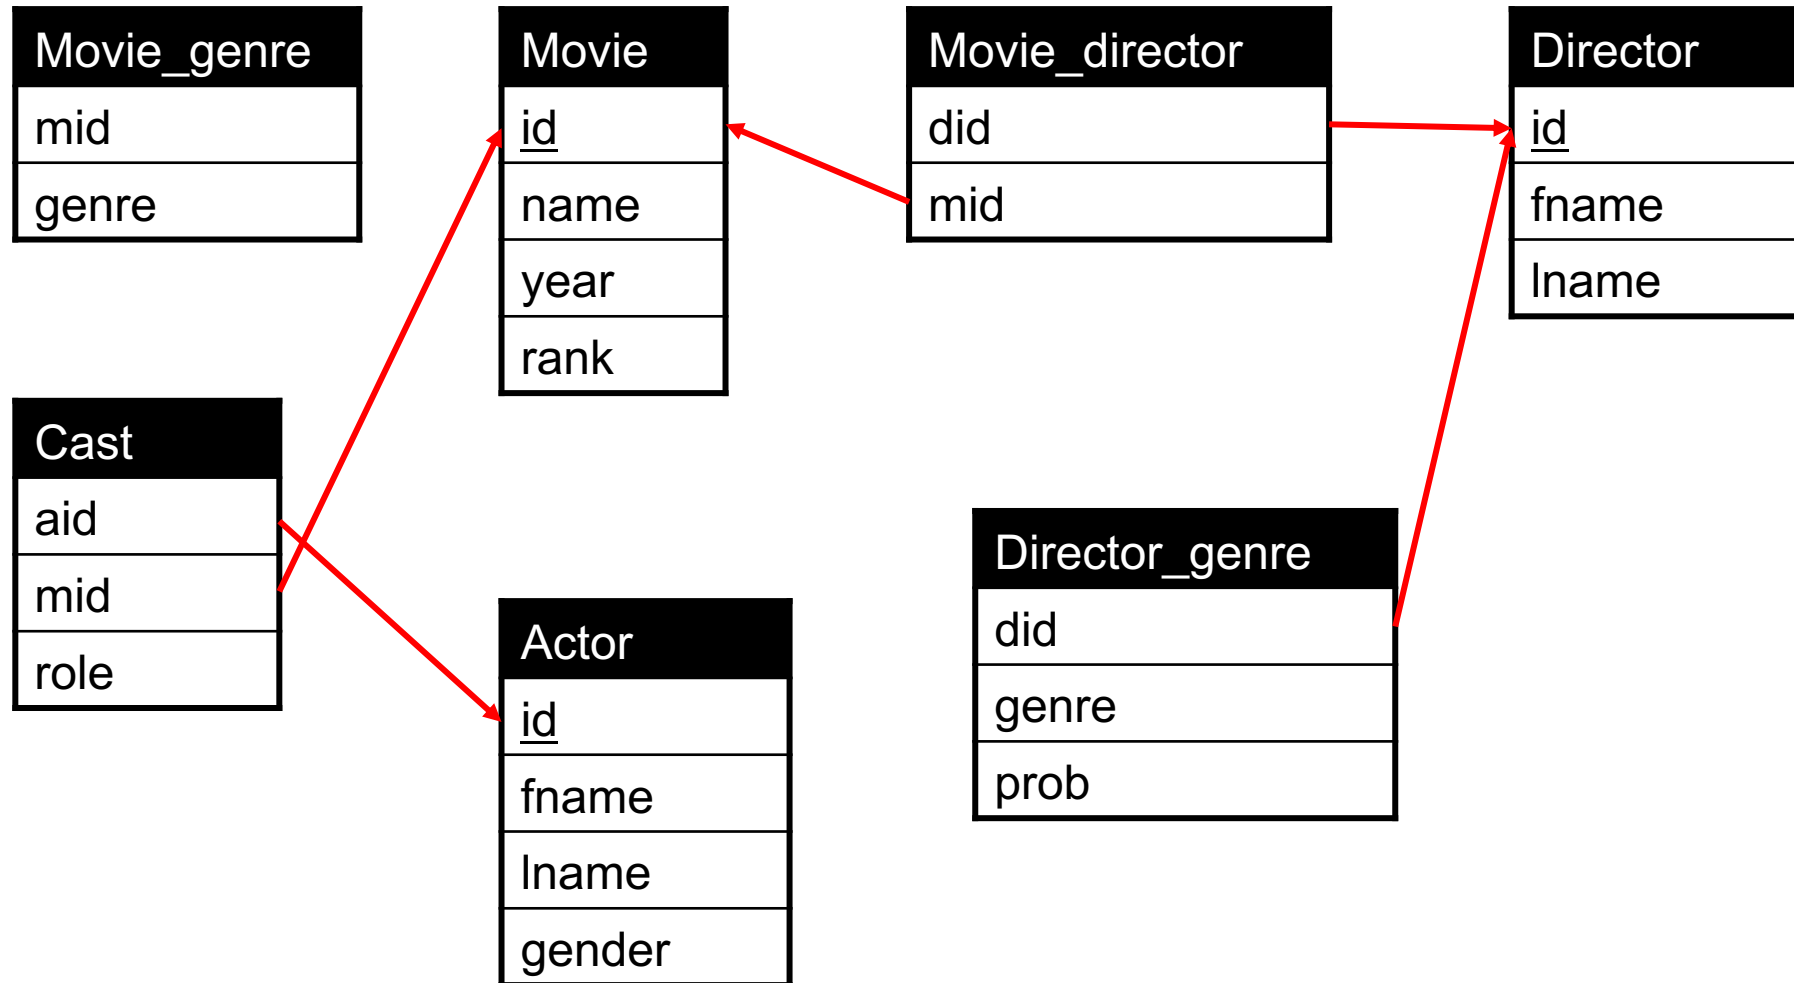 Movie_genre
mid
genre
Movie
id
name
year
rank
Movie_director
did
mid
Director
id
fname
lname
Cast
aid
mid
role
Actor
id
fname
lname
gender
Director_genre
did
genre
prob